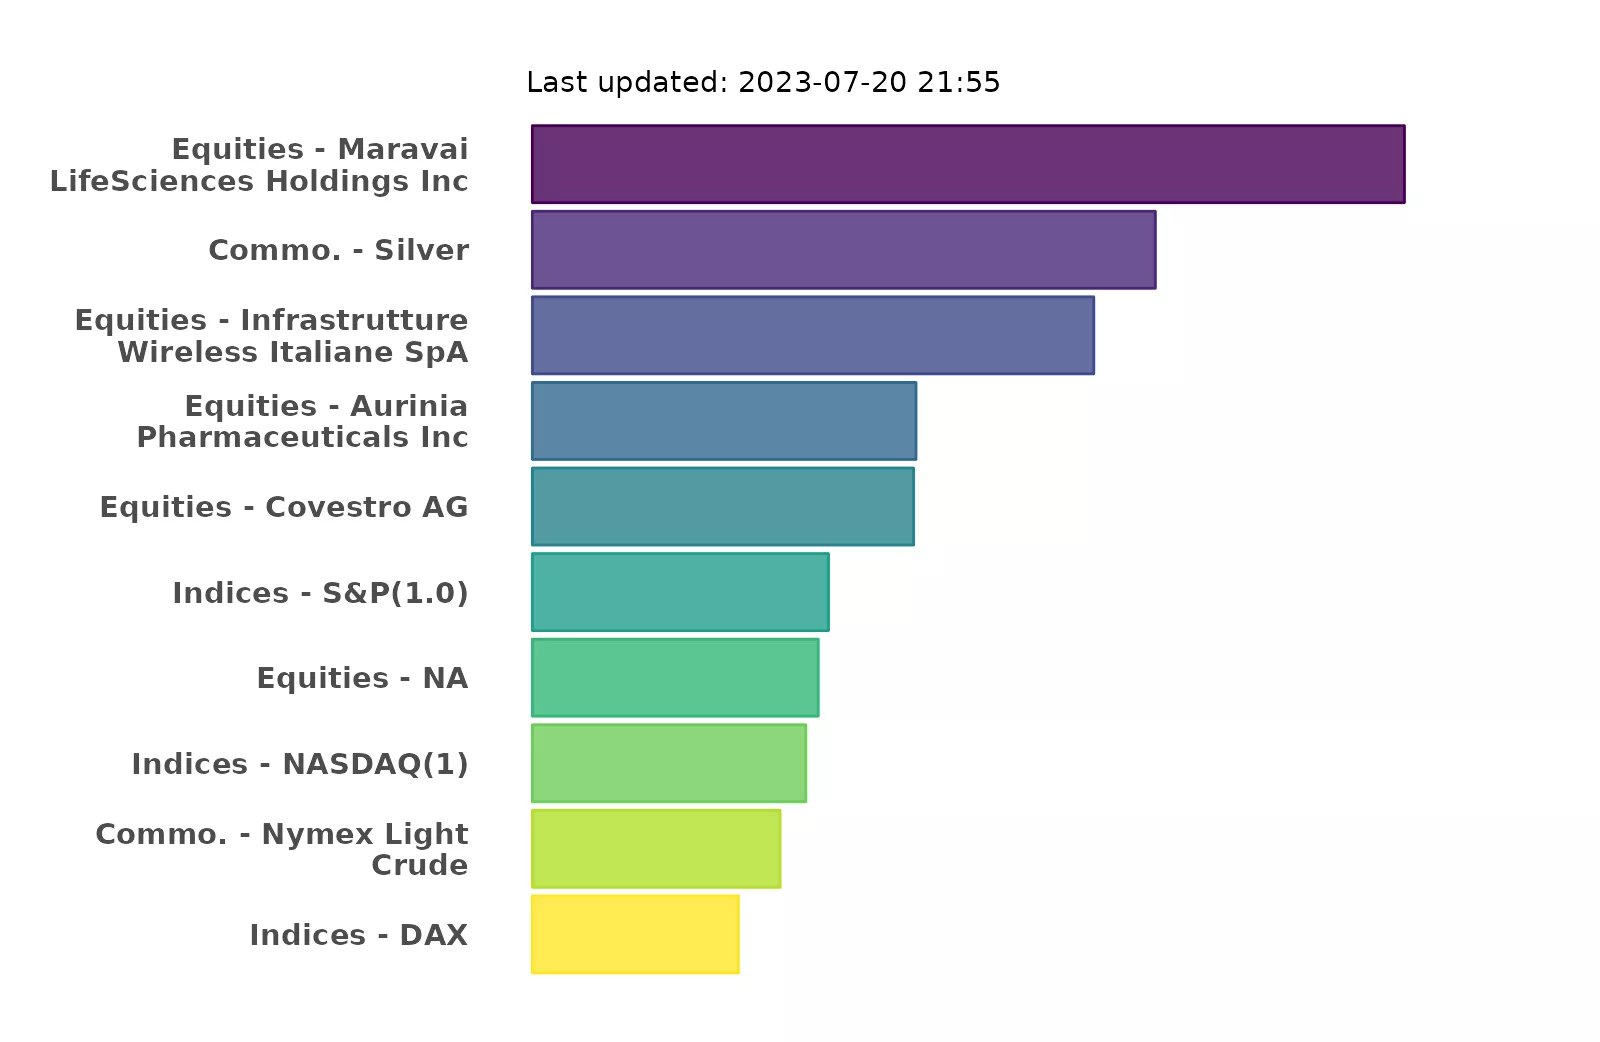 Last updated: 2023-07-20 21:55
Equities - Maravai
LifeSciences Holdings Inc
Commo. - Silver
Equities - Infrastrutture
Wireless Italiane SpA
Equities - Aurinia
Pharmaceuticals Inc
Equities - Covestro AG
Indices - S&P(1.0)
Equities - NA
Indices - NASDAQ(1)
Commo. - Nymex Light
Crude
Indices - DAX